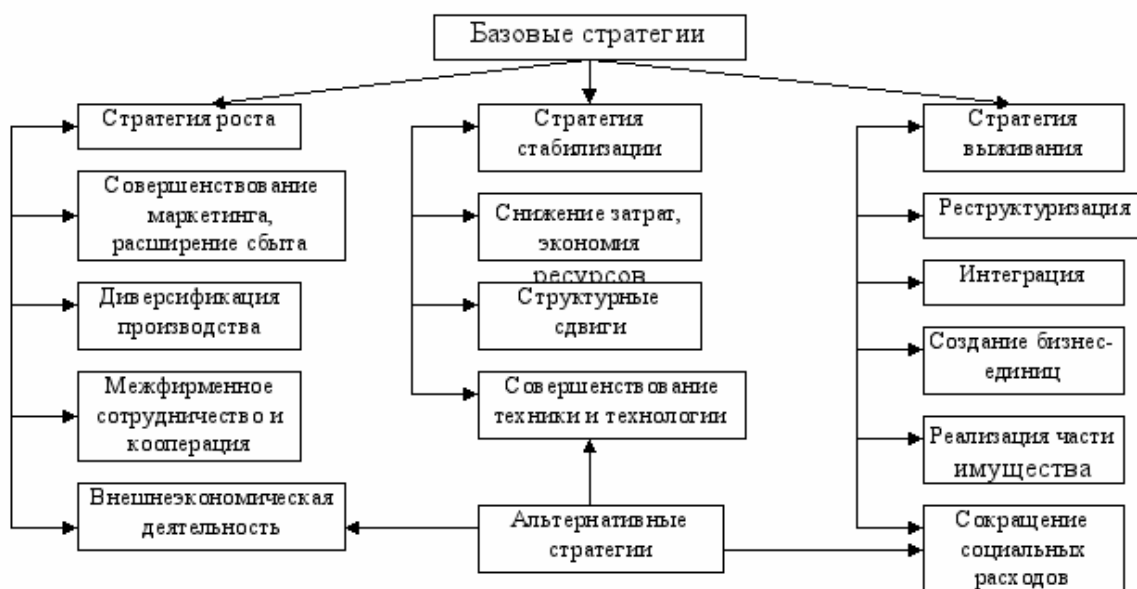 Базовые стратегии
Стратегия роста
Совершенствование
маркетинга,
расширение сбыта
Диверсификация
производства
Межфирменное
сотрудничество и
кооперация
Внешнеэкономическая
деятельность
Стратегия
стабилизации
Снижение затрат,
экономия
ресурсов
Структурные
сдвиги
Совершенствование
техники и технологии
Альтернативные
стратегии
Стратегия
выживания
Реструктуризация
Интеграция
Создание бизнес-
единиц
Реализация части
имущества
Сокращение
социальных
расходов